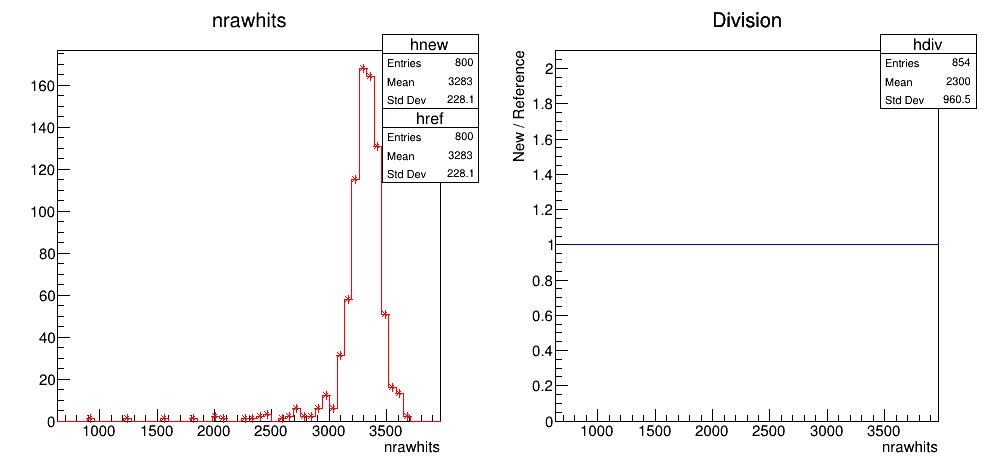 nrawhits
hnew
Entries 800
Mean 3283
Std Dev 228.1
href
Entries 800
Mean 3283
Std Dev 228.1
160
140
120
100
80
60
40
20
0
1000 1500 2000 2500 3000 3500
nrawhits
Division
hdiv
Entries 854
Mean 2300
Std Dev 960.5
New / Reference
2
1.8
1.6
1.4
1.2
1
0.8
0.6
0.4
0.2
0
1000 1500 2000 2500 3000 3500
nrawhits